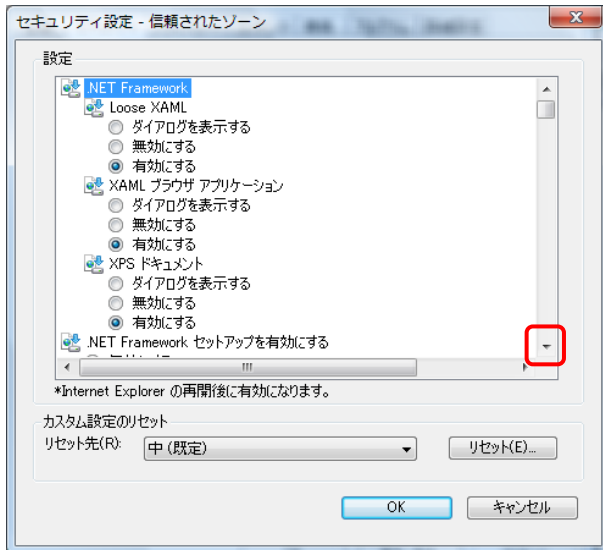 セキュリティ設定 - 信頼されたゾーン
設定
.NET Framework
Loose XAML
ダイアログを表示する
無効にする
有効にする
XAML ブラウザ アプリケーション
ダイアログを表示する
無効にする
有効にする
XPS ドキュメント
ダイアログを表示する
無効にする
有効にする
.NET Framework セットアップを有効にする
*Internet Explorer の再開後に有効になります。
カスタム設定のリセット
リセット先(R): 中 (既定) リセット(E)...
OK キャンセル